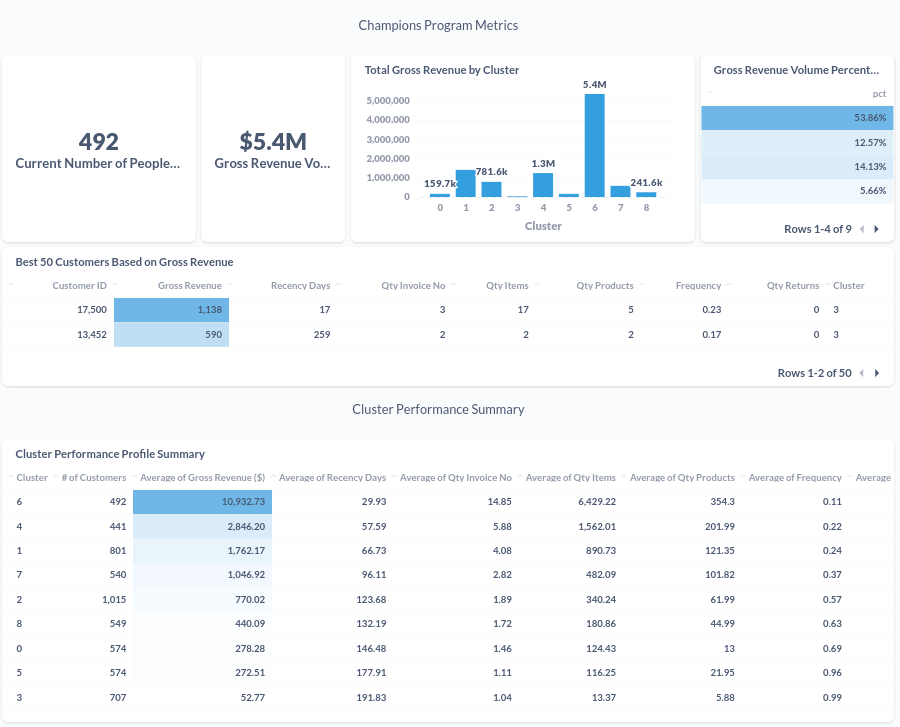 Champions Program Metrics
492
Current Number of People...
$5.4M
Gross Revenue Vo...
Total Gross Revenue by Cluster
5,000,000
4,000,000
3,000,000
2,000,000
1,000,000
0
159.7k
781.6k
1.3M
5.4M
241.6k
0 1 2 3 4 5 6 7 8
Cluster
Gross Revenue Volume Percent...
pct
53.86%
12.57%
14.13%
5.66%
Rows 1-4 of 9
Best 50 Customers Based on Gross Revenue
Customer ID Gross Revenue Recency Days Qty Invoice No Qty Items Qty Products Frequency Qty Returns Cluster
17,500 1,138 17 3 17 5 0.23 0 3
13,452 590 259 2 2 2 0.17 0 3
Rows 1-2 of 50
Cluster Performance Summary
Cluster Performance Profile Summary
Cluster # of Customers Average of Gross Revenue ($) Average of Recency Days Average of Qty Invoice No Average of Qty Items Average of Qty Products Average of Frequency Average
6 492 10,932.73 29.93 14.85 6,429.22 354.3 0.11
4 441 2,846.20 57.59 5.88 1,562.01 201.99 0.22
1 801 1,762.17 66.73 4.08 890.73 121.35 0.24
7 540 1,046.92 96.11 2.82 482.09 101.82 0.37
2 1,015 770.02 123.68 1.89 340.24 61.99 0.57
8 549 440.09 132.19 1.72 180.86 44.99 0.63
0 574 278.28 146.48 1.46 124.43 13 0.69
5 574 272.51 177.91 1.11 116.25 21.95 0.96
3 707 52.77 191.83 1.04 13.37 5.88 0.99